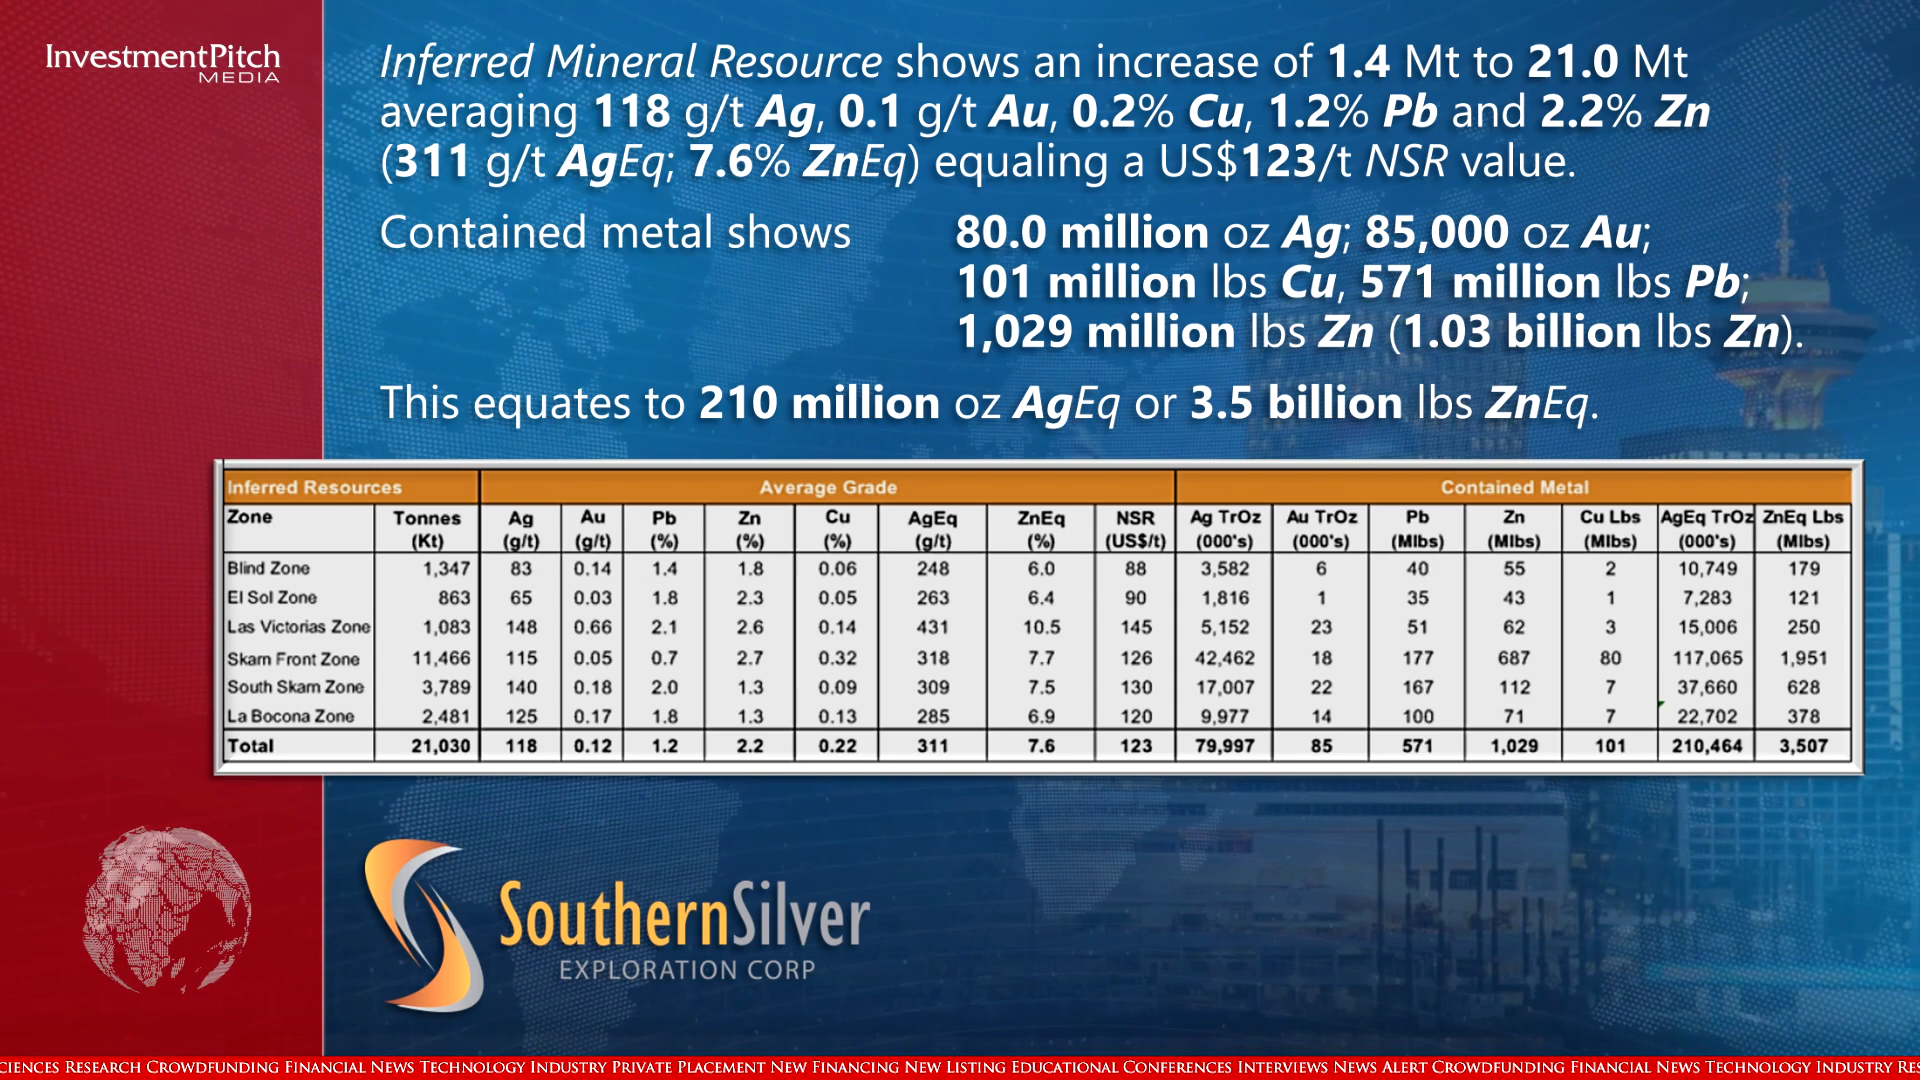 InvestmentPitch
MEDIA
Inferred Mineral Resource shows an increase of 1.4 Mt to 21.0 Mt
averaging 118 g/t Ag, 0.1 g/t Au, 0.2% Cu, 1.2% Pb and 2.2% Zn
(311 g/t AgEq; 7.6% ZnEq) equaling a US$123/t NSR value.
Contained metal shows 80.0 million oz Ag; 85,000 oz Au;
101 million lbs Cu, 571 million lbs Pb;
1,029 million lbs Zn (1.03 billion lbs Zn).
This equates to 210 million oz AgEq or 3.5 billion lbs ZnEq.
Inferred Resources Average Grade Contained Metal
Zone Tonnes Ag Au Pb Zn Cu AgEq ZnEq NSR Ag TrOz Au TrOz Pb Zn Cu Lbs AgEq TrOz ZnEq Lbs
(Kt) (g/t) (g/t) (%) (%) (%) (g/t) (%) (US$/t) (000's) (000's) (Mlbs) (Mlbs) (Mlbs) (000's) (Mlbs)
Blind Zone 1,347 83 0.14 1.4 1.8 0.06 248 6.0 88 3,582 6 40 55 2 10,749 179
El Sol Zone 863 65 0.03 1.8 2.3 0.05 263 6.4 90 1,816 1 35 43 1 7,283 121
Las Victorias Zone 1,083 148 0.66 2.1 2.6 0.14 431 10.5 145 5,152 23 51 62 3 15,006 250
Skarn Front Zone 11,466 115 0.05 0.7 2.7 0.32 318 7.7 126 42,462 18 177 687 80 117,065 1,951
South Skarn Zone 3,789 140 0.18 2.0 1.3 0.09 309 7.5 130 17,007 22 167 112 7 37,660 628
La Bocona Zone 2,481 125 0.17 1.8 1.3 0.13 285 6.9 120 9,977 14 100 71 7 22,702 378
Total 21,030 118 0.12 1.2 2.2 0.22 311 7.6 123 79,997 85 571 1,029 101 210,464 3,507
SouthernSilver
EXPLORATION CORP
CIENCES RESEARCH CROWDFUNDING FINANCIAL NEWS TECHNOLOGY INDUSTRY PRIVATE PLACEMENT NEW FINANCING NEW LISTING EDUCATIONAL CONFERENCES INTERVIEWS NEWS ALERT CROWDFUNDING FINANCIAL NEWS TECHNOLOGY INDUSTRY RES